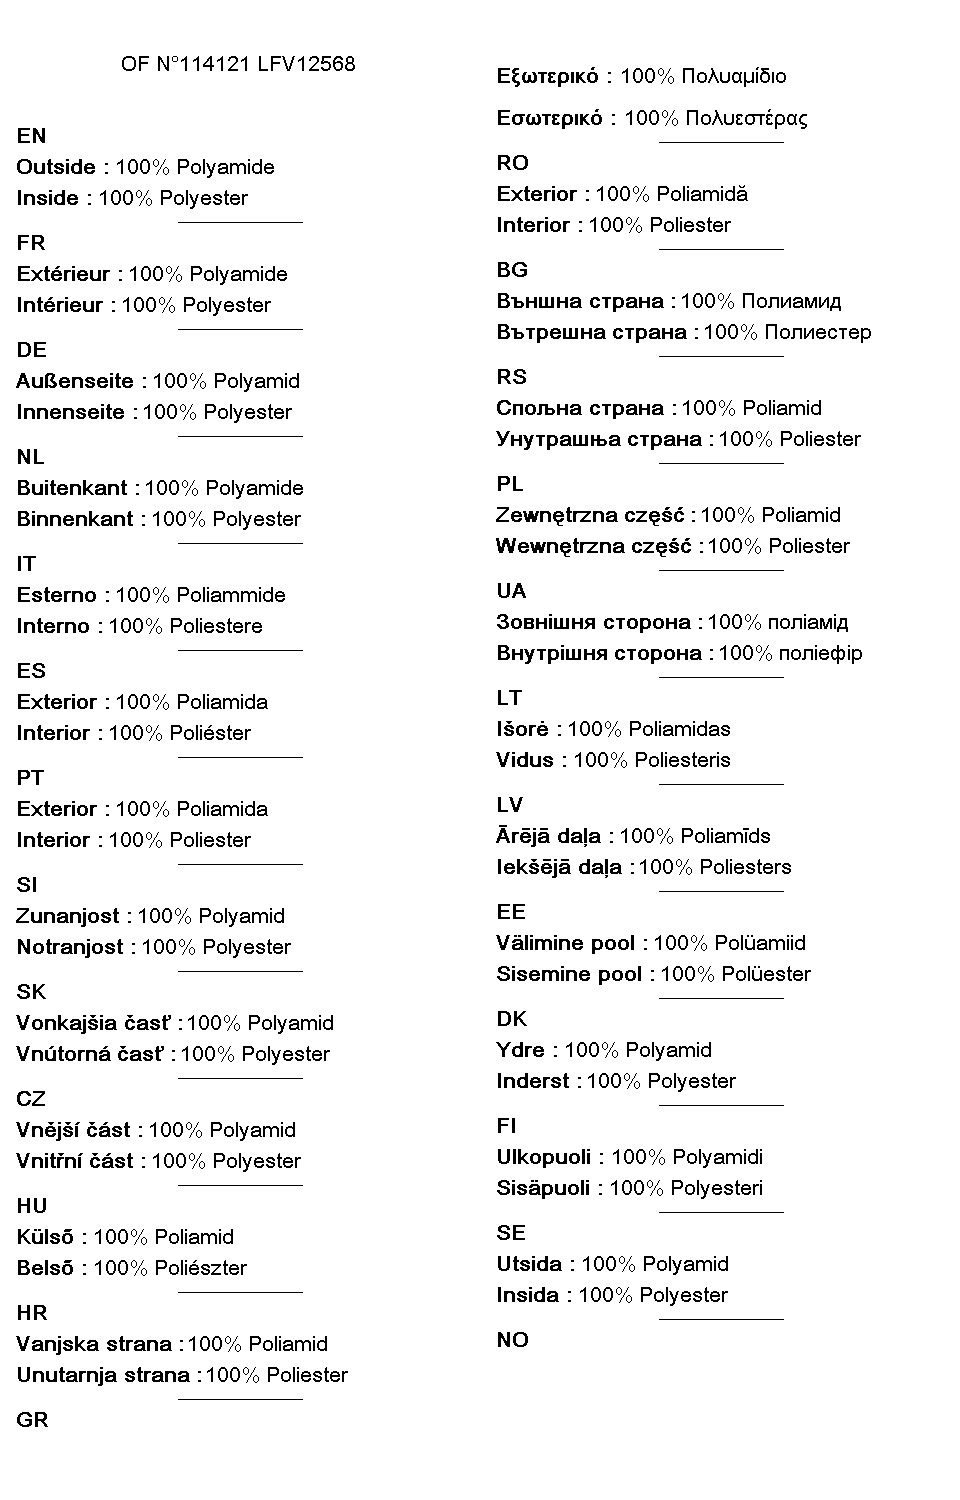 OF N°114121 LFV12568
EN
Outside : 100% Polyamide
Inside : 100% Polyester
FR
Extérieur : 100% Polyamide
Intérieur : 100% Polyester
DE
Außenseite : 100% Polyamid
Innenseite : 100% Polyester
NL
Buitenkant : 100% Polyamide
Binnenkant : 100% Polyester
IT
Esterno : 100% Poliammide
Interno : 100% Poliestere
ES
Exterior : 100% Poliamida
Interior : 100% Poliéster
PT
Exterior : 100% Poliamida
Interior : 100% Poliester
SI
Zunanjost : 100% Polyamid
Notranjost : 100% Polyester
SK
Vonkajšia časť : 100% Polyamid
Vnútorná časť : 100% Polyester
CZ
Vnější část : 100% Polyamid
Vnitřní část : 100% Polyester
HU
Külső : 100% Poliamid
Belső : 100% Poliészter
HR
Vanjska strana : 100% Poliamid
Unutarnja strana : 100% Poliester
GR
Εξωτερικό : 100% Πολυαμίδιο
Εσωτερικό : 100% Πολυεστέρας
RO
Exterior : 100% Poliamidă
Interior : 100% Poliester
BG
Външна страна : 100% Полиамид
Вътрешна страна : 100% Полиестер
RS
Спољна страна : 100% Poliamid
Унутрашња страна : 100% Poliester
PL
Zewnętrzna część : 100% Poliamid
Wewnętrzna część : 100% Poliester
UA
Зовнішня сторона : 100% поліамід
Внутрішня сторона : 100% поліефір
LT
Išorė : 100% Poliamidas
Vidus : 100% Poliesteris
LV
Ārējā daļa : 100% Poliamīds
Iekšējā daļa : 100% Poliesters
EE
Välimine pool : 100% Polüamiid
Sisemine pool : 100% Polüester
DK
Ydre : 100% Polyamid
Inderst : 100% Polyester
FI
Ulkopuoli : 100% Polyamidi
Sisäpuoli : 100% Polyesteri
SE
Utsida : 100% Polyamid
Insida : 100% Polyester
NO